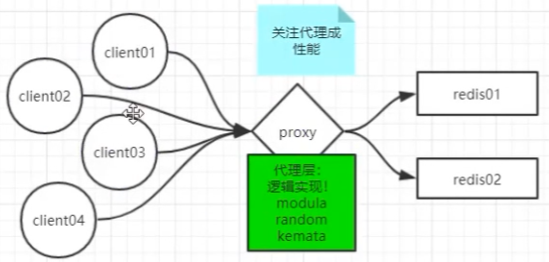 client01
client02
client03
client04
关注代理成
性能
proxy
代理层：
逻辑实现！
modula
random
kemata
redis01
redis02